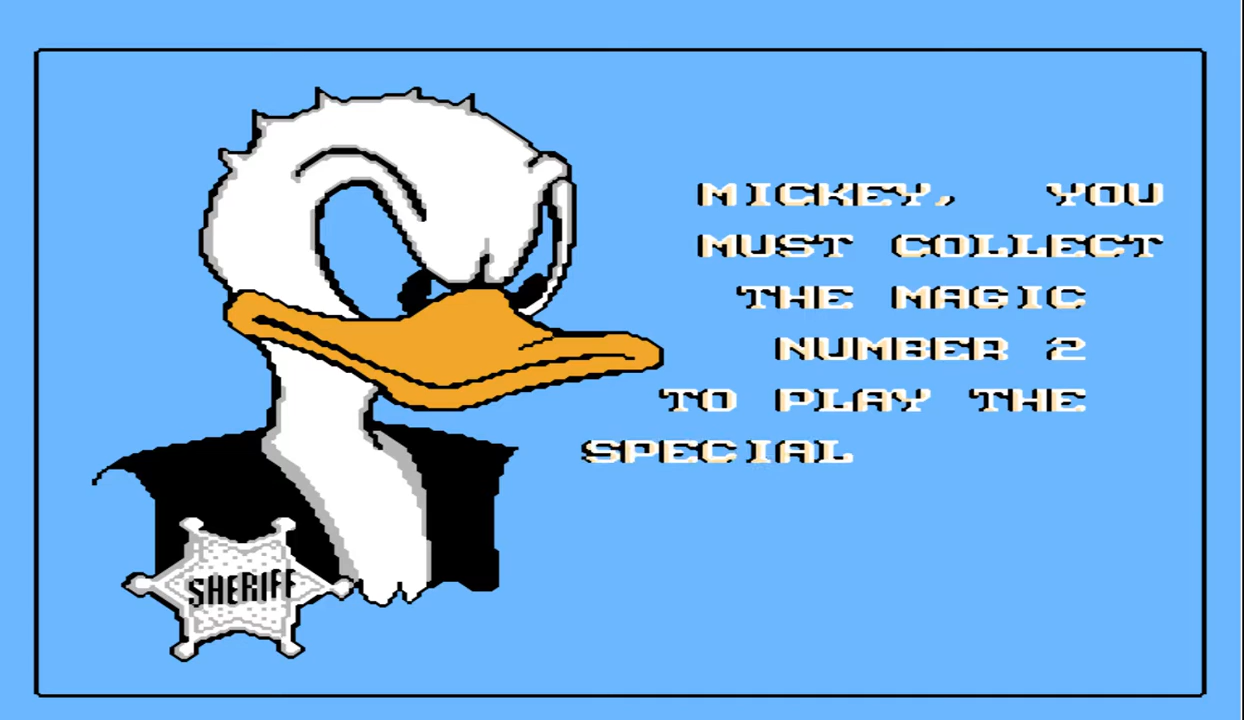 MICKEY, YOU
MUST COLLECT
THE MAGIC
NUMBER 2
TO PLAY THE
SPECIAL
SHERIFF